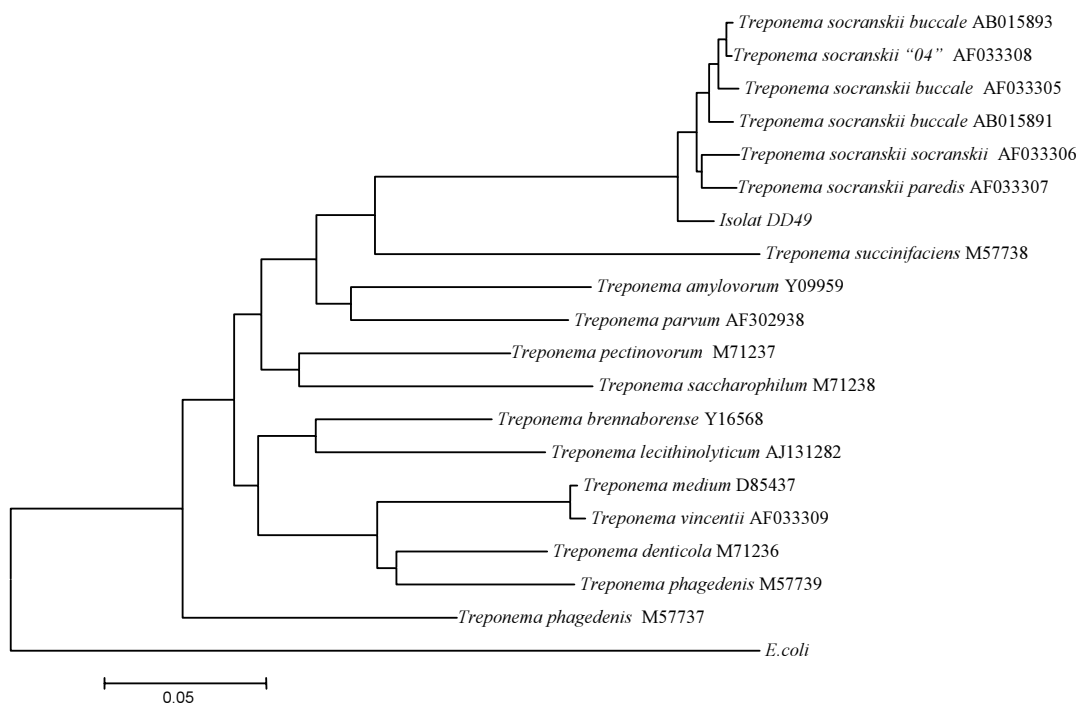 Treponema socranskii buccale AB015893
Treponema socranskii “04” AF033308
Treponema socranskii buccale AF033305
Treponema socranskii buccale AB015891
Treponema socranskii socranskii AF033306
Treponema socranskii paredis AF033307
Isolat DD49
Treponema succinifaciens M57738
Treponema amylovorum Y09959
Treponema parvum AF302938
Treponema pectinovorum M71237
Treponema saccharophilum M71238
Treponema brennaborense Y16568
Treponema lecithinolyticum AJ131282
Treponema medium D85437
Treponema vincentii AF033309
Treponema denticola M71236
Treponema phagedenis M57739
Treponema phagedenis M57737
E.coli
0.05